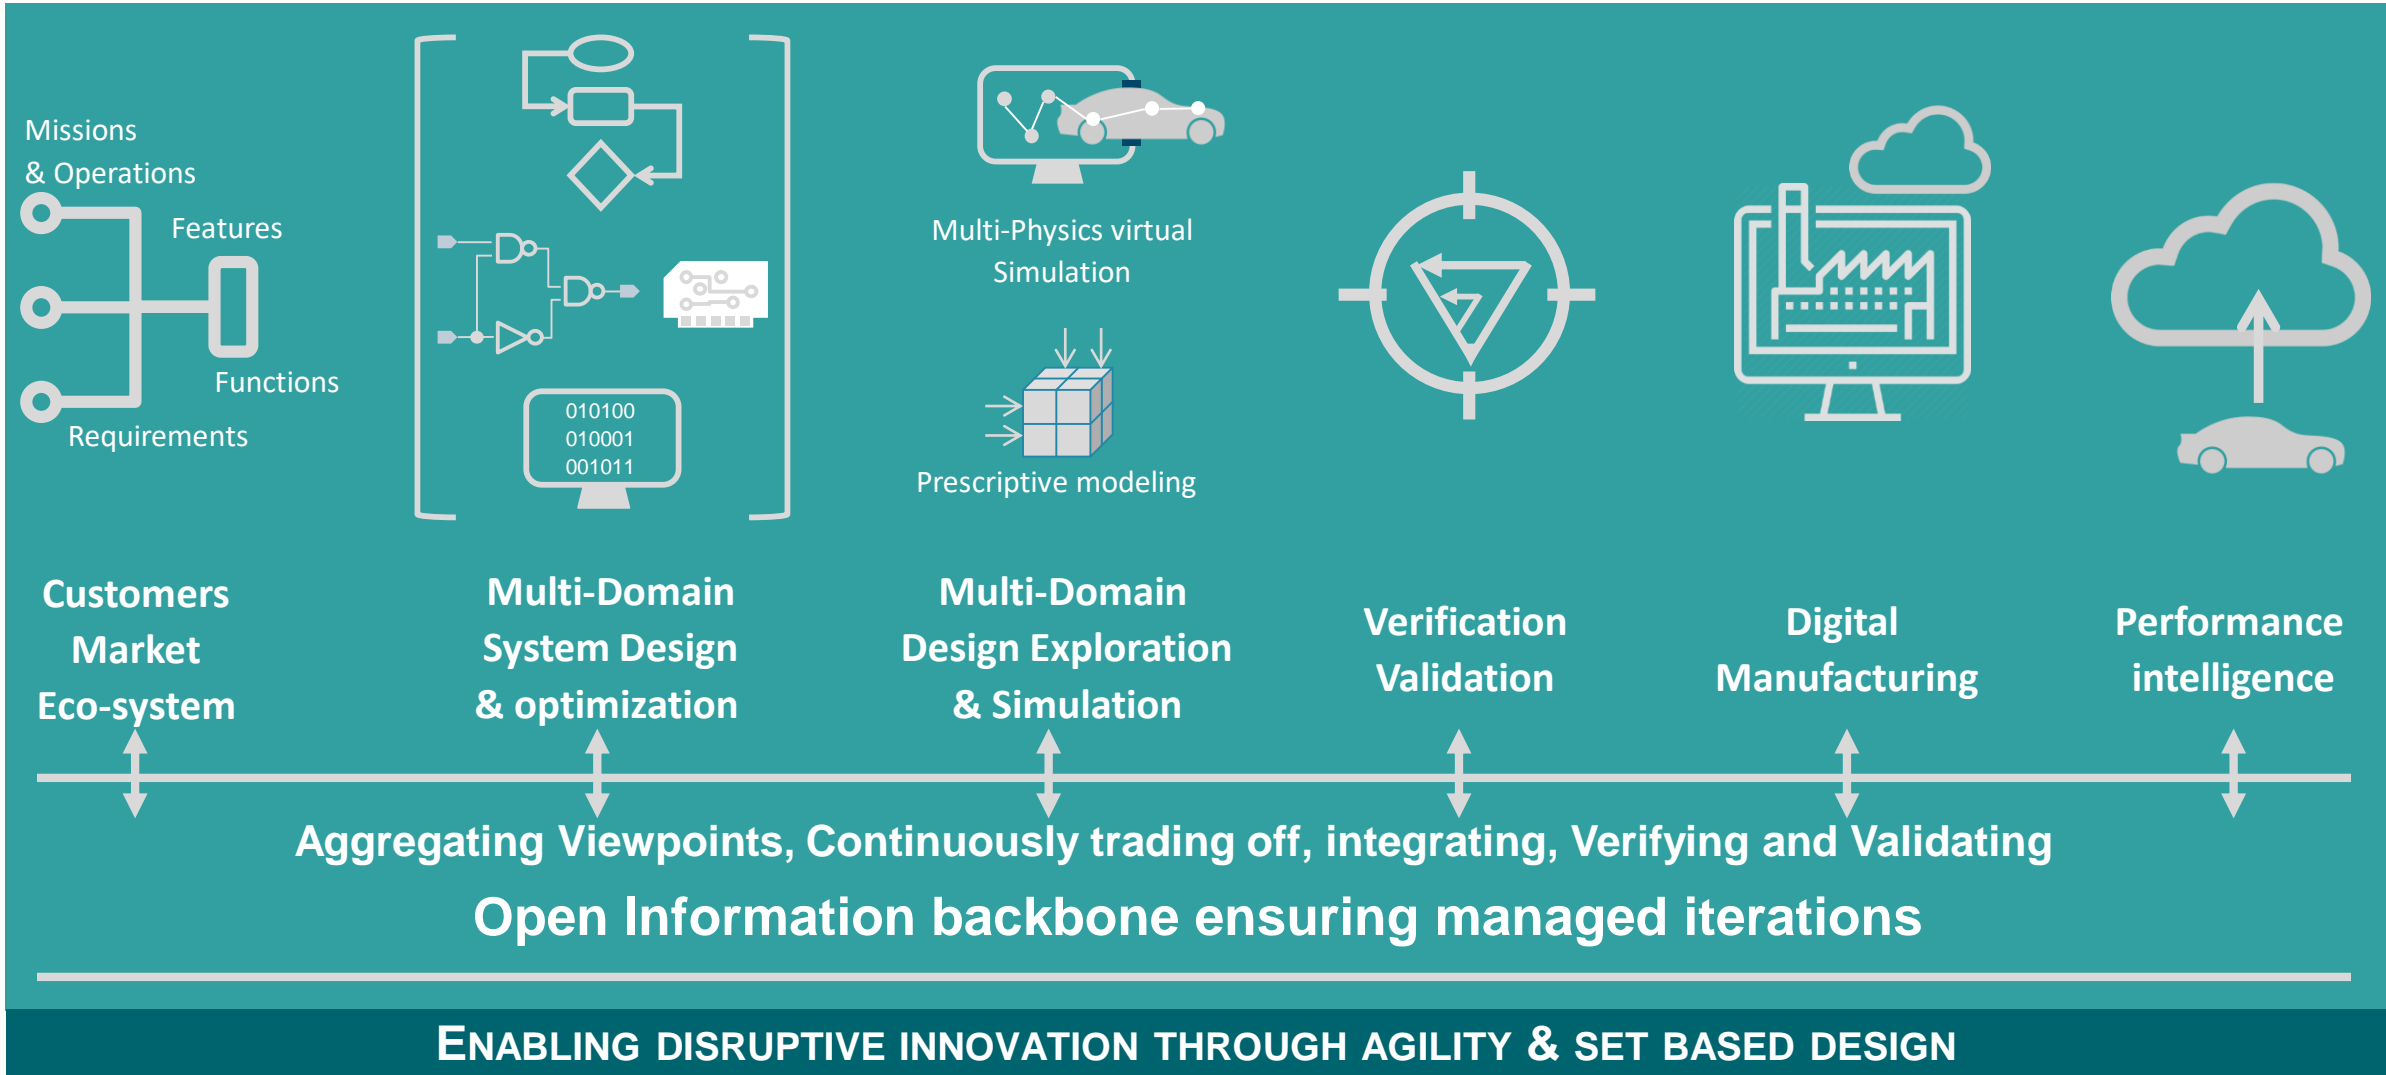 Missions
& Operations
Features
Functions
Requirements
010100
010001
001011
Multi-Physics virtual
Simulation
Prescriptive modeling
Customers
Market
Eco-system
Multi-Domain
System Design
& optimization
Multi-Domain
Design Exploration
& Simulation
Verification
Validation
Digital
Manufacturing
Performance
intelligence
Aggregating Viewpoints, Continuously trading off, integrating, Verifying and Validating
Open Information backbone ensuring managed iterations
ENABLING DISRUPTIVE INNOVATION THROUGH AGILITY & SET BASED DESIGN